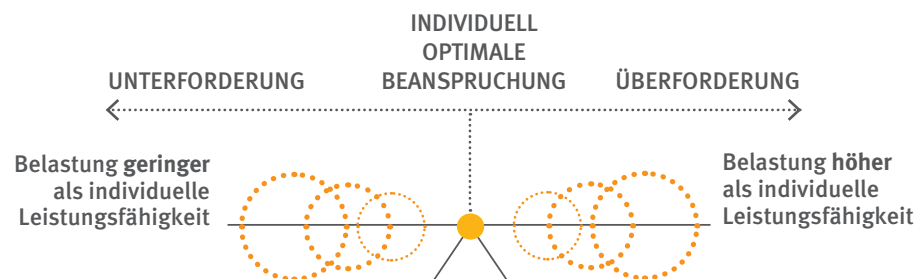 INDIVIDUELL
OPTIMALE
UNTERFORDERUNG
BEANSPRUCHUNG
ÜBERFORDERUNG
Belastung geringer
als individuelle
Leistungsfähigkeit
Belastung höher
als individuelle
Leistungsfähigkeit